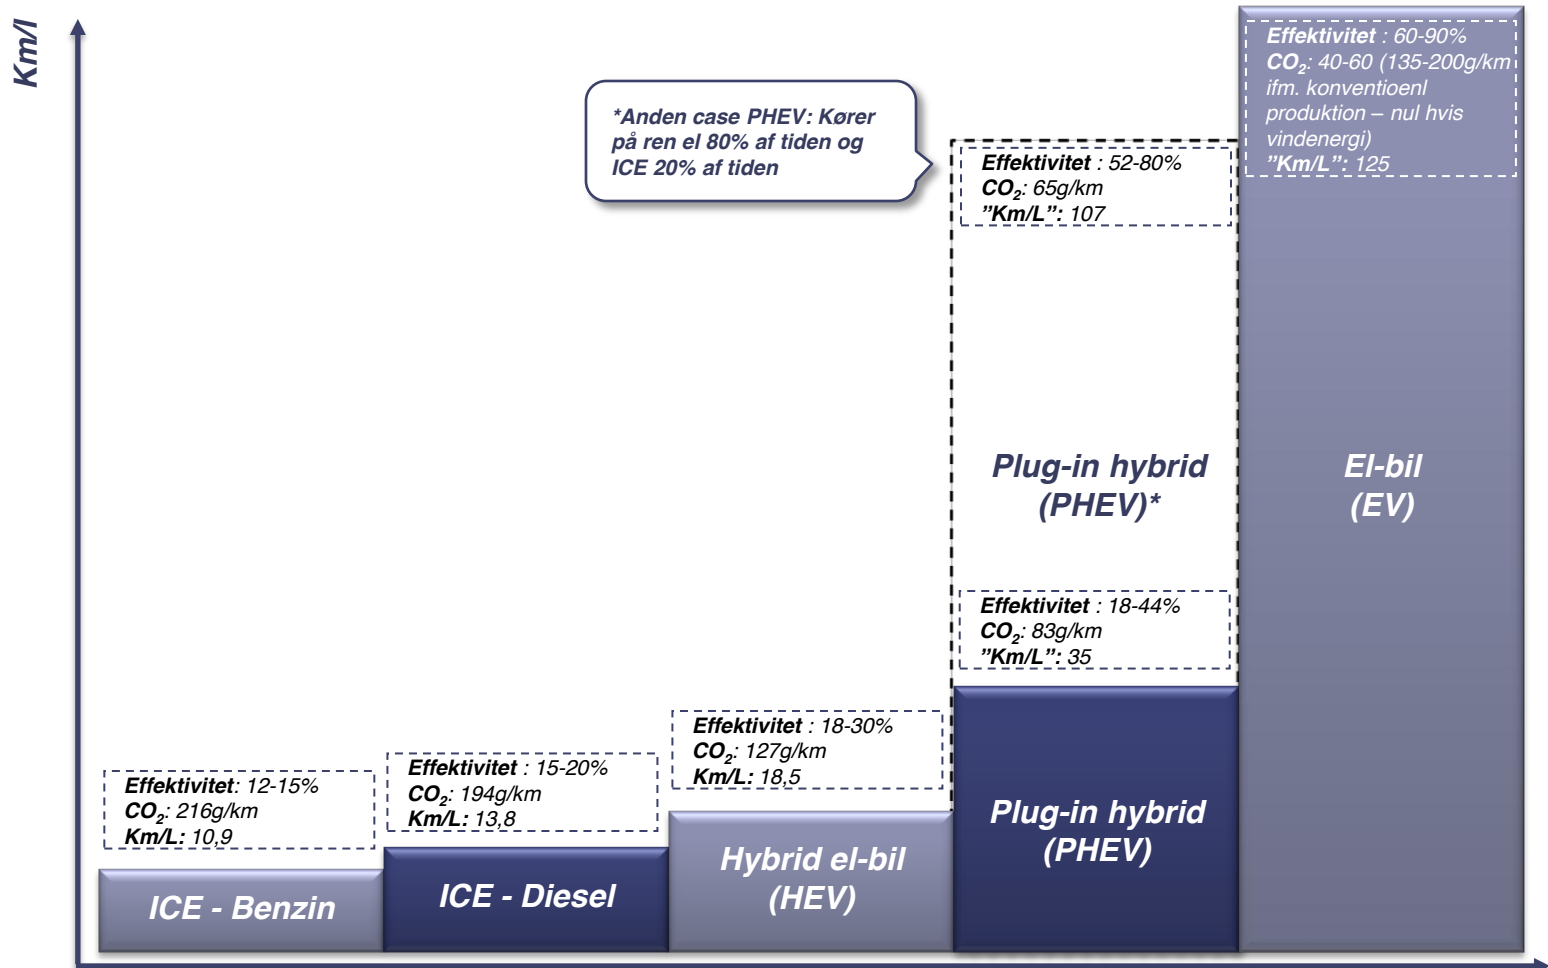 Km/l
Effektivitet : 60-90%
CO₂: 40-60 (135-200g/km
ifm. konventioenl
produktion – nul hvis
vindenergi)
”Km/L”: 125
*Anden case PHEV: Kører
på ren el 80% af tiden og
ICE 20% af tiden
Effektivitet : 52-80%
CO₂: 65g/km
”Km/L”: 107
Plug-in hybrid
(PHEV)*
El-bil
(EV)
Effektivitet : 18-44%
CO₂: 83g/km
”Km/L”: 35
Effektivitet : 18-30%
CO₂: 127g/km
Km/L: 18,5
Effektivitet : 15-20%
CO₂: 194g/km
Km/L: 13,8
Effektivitet: 12-15%
CO₂: 216g/km
Km/L: 10,9
Plug-in hybrid
(PHEV)
Hybrid el-bil
(HEV)
ICE - Diesel
ICE - Benzin